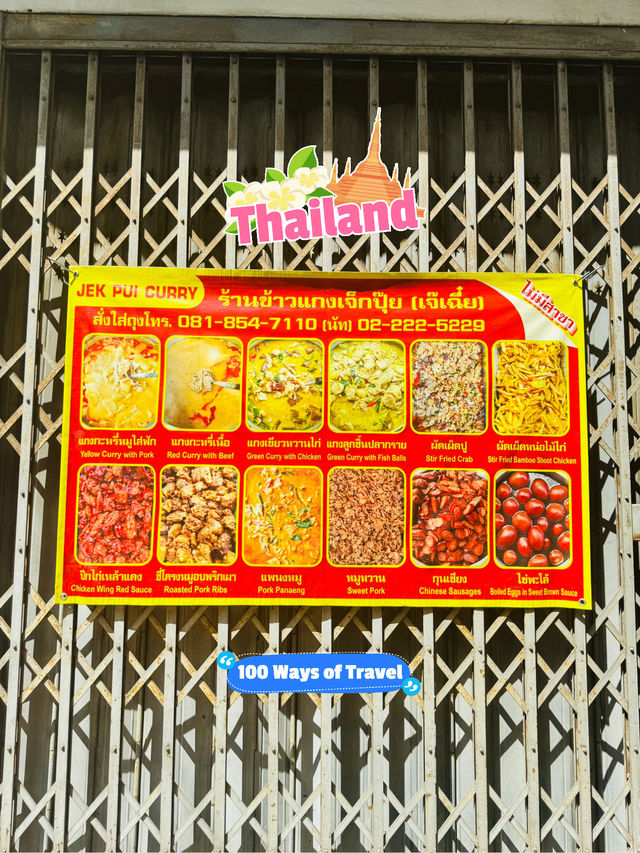 Thailand
JEK PUI CURRY
ร้านข้าวแกงเจ็กปุ้ย (เจ๊เฉี๋ย)
ไม่มีสาขา
สั่งใส่ถุงโทร. 081-854-7110 (นัท) 02-222-5229
แกงกะหรี่หมูใส่ฟัก
Yellow Curry with Pork
แกงกะหรี่เนื้อ
Red Curry with Beef
แกงเขียวหวานไก่
Green Curry with Chicken
แกงลูกชิ้นปลากราย
Green Curry with Fish Balls
ผัดเผ็ดปู
Stir Fried Crab
ผัดเผ็ดหน่อไม้ไก่
Stir Fried Bamboo Shoot Chicken
ปีกไก่เหล้าแดง
Chicken Wing Red Sauce
ซี่โครงหมูอบพริกเผา
Roasted Pork Ribs
แพนงหมู
Pork Panaeng
หมูหวาน
Sweet Pork
กุนเชียง
Chinese Sausages
ไข่พะโล้
Boiled Eggs in Sweet Brown Sauce
100 Ways of Travel